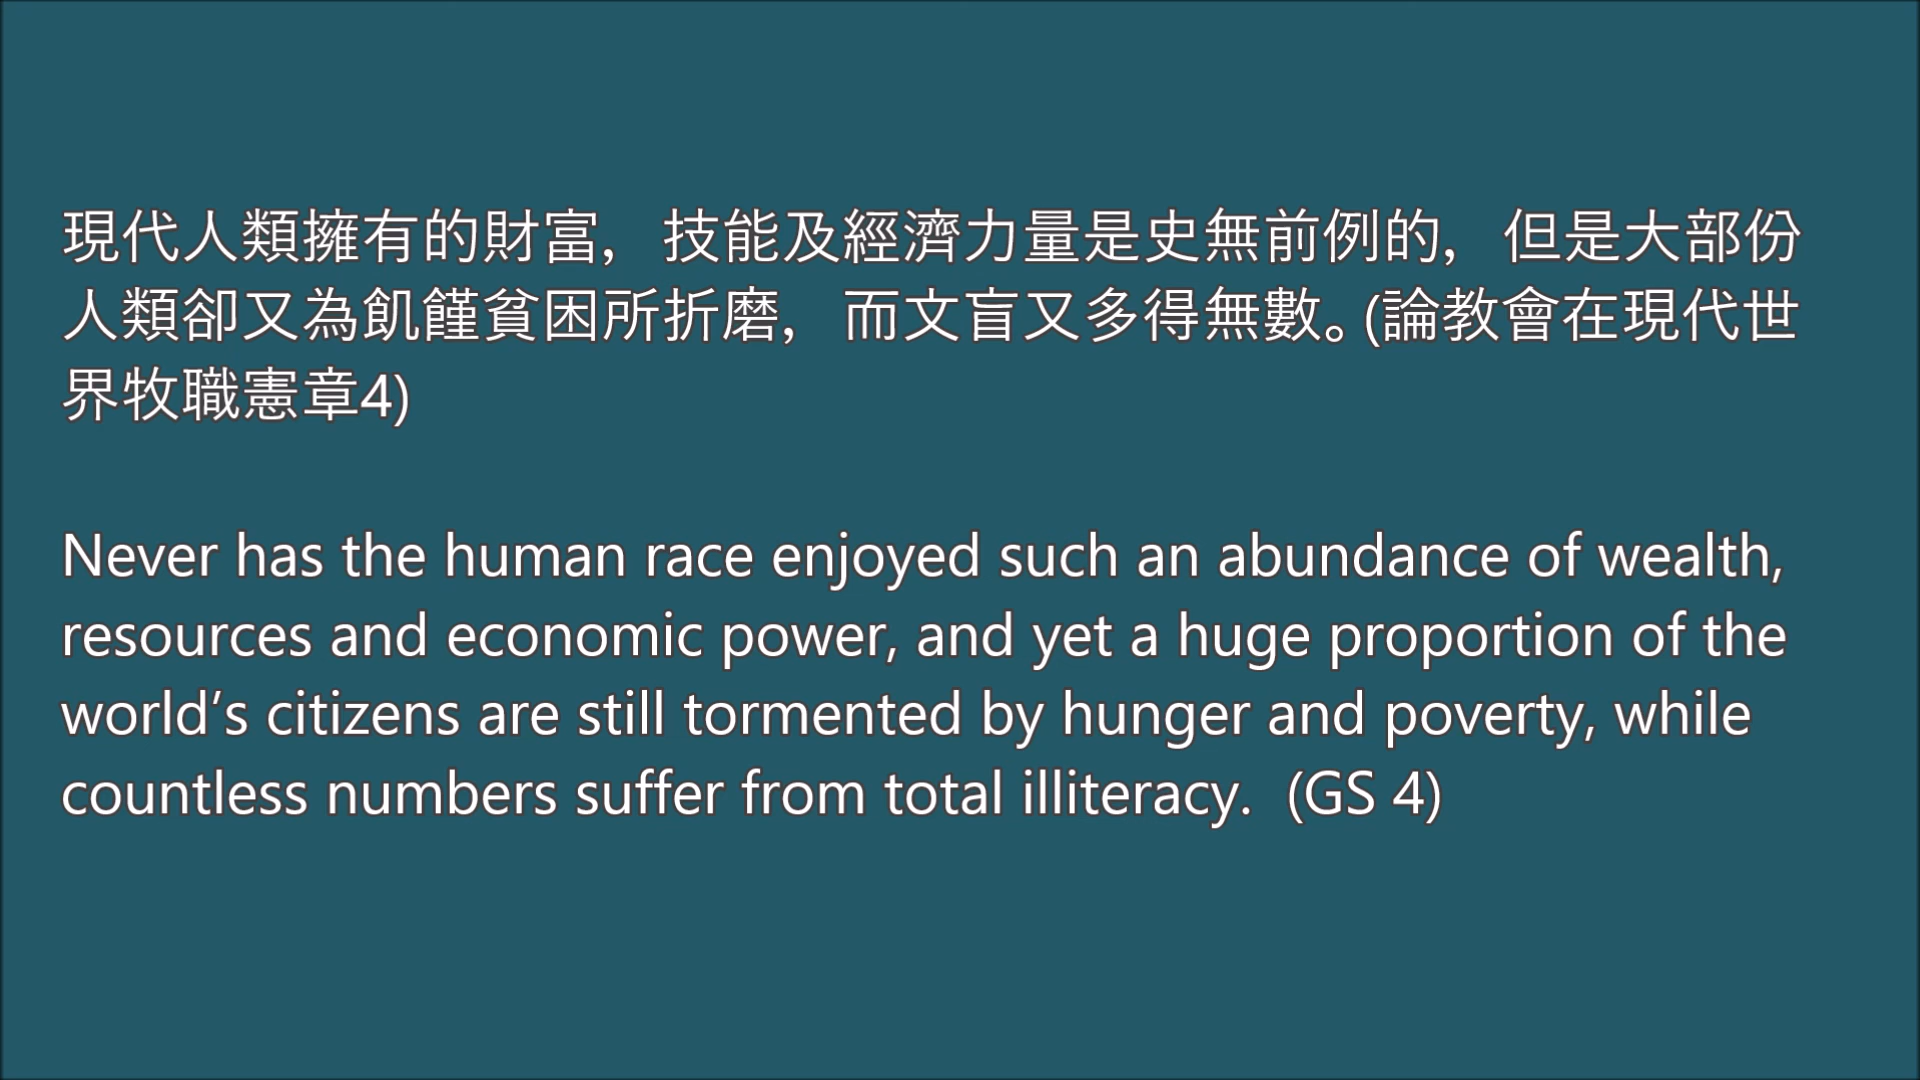 現代人類擁有的財富，技能及經濟力量是史無前例的，但是大部份
人類卻又為飢饉貧困所折磨，而文盲又多得無數。(論教會在現代世
界牧職憲章4)
Never has the human race enjoyed such an abundance of wealth,
resources and economic power, and yet a huge proportion of the
world’s citizens are still tormented by hunger and poverty, while
countless numbers suffer from total illiteracy.  (GS 4)